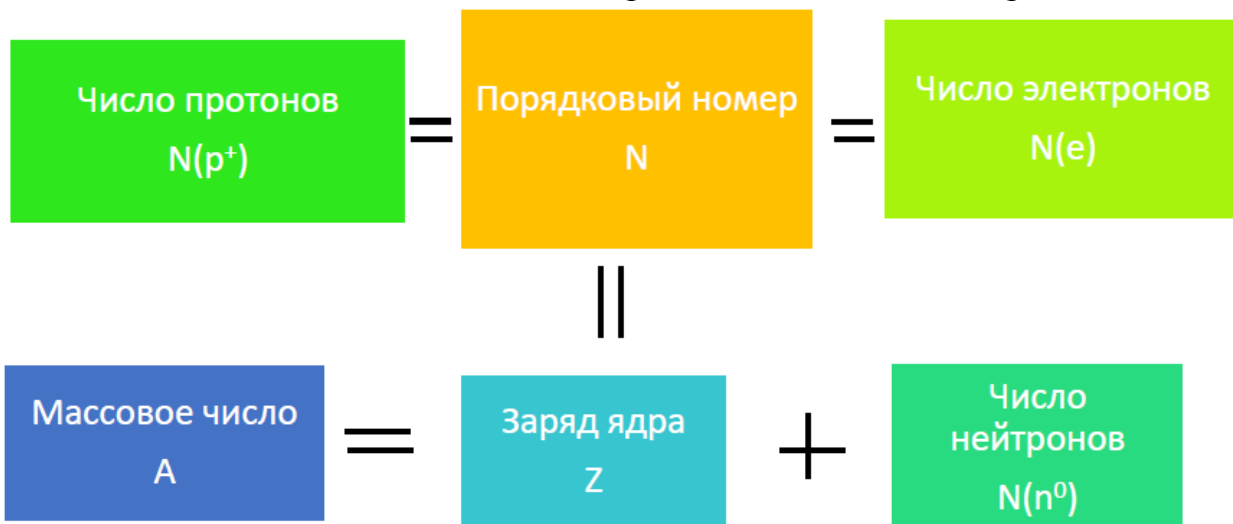 Число протонов
N(p⁺)
=
Порядковый номер
N
=
Число электронов
N(e)
||
Массовое число
A
=
Заряд ядра
Z
+
Число
нейтронов
N(n⁰)